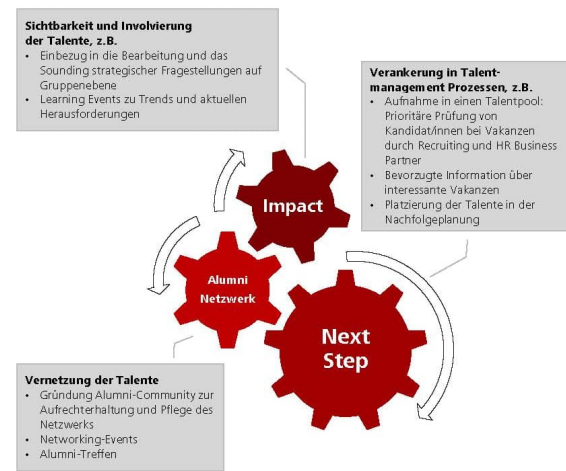 Sichtbarkeit und Involvierung
der Talente, z.B.
• Einbezug in die Bearbeitung und das
Sounding strategischer Fragestellungen auf
Gruppenebene
• Learning Events zu Trends und aktuellen
Herausforderungen
Verankerung in Talent-
management Prozessen, z.B.
• Aufnahme in einen Talentpool:
Prioritäre Prüfung von
Kandidat/innen bei Vakanzen
durch Recruiting und HR Business
Partner
• Bevorzugte Information über
interessante Vakanzen
• Platzierung der Talente in der
Nachfolgeplanung
Impact
Alumni
Netzwerk
Next
Step
Vernetzung der Talente
• Gründung Alumni-Community zur
Aufrechterhaltung und Pflege des
Netzwerks
• Networking-Events
• Alumni-Treffen